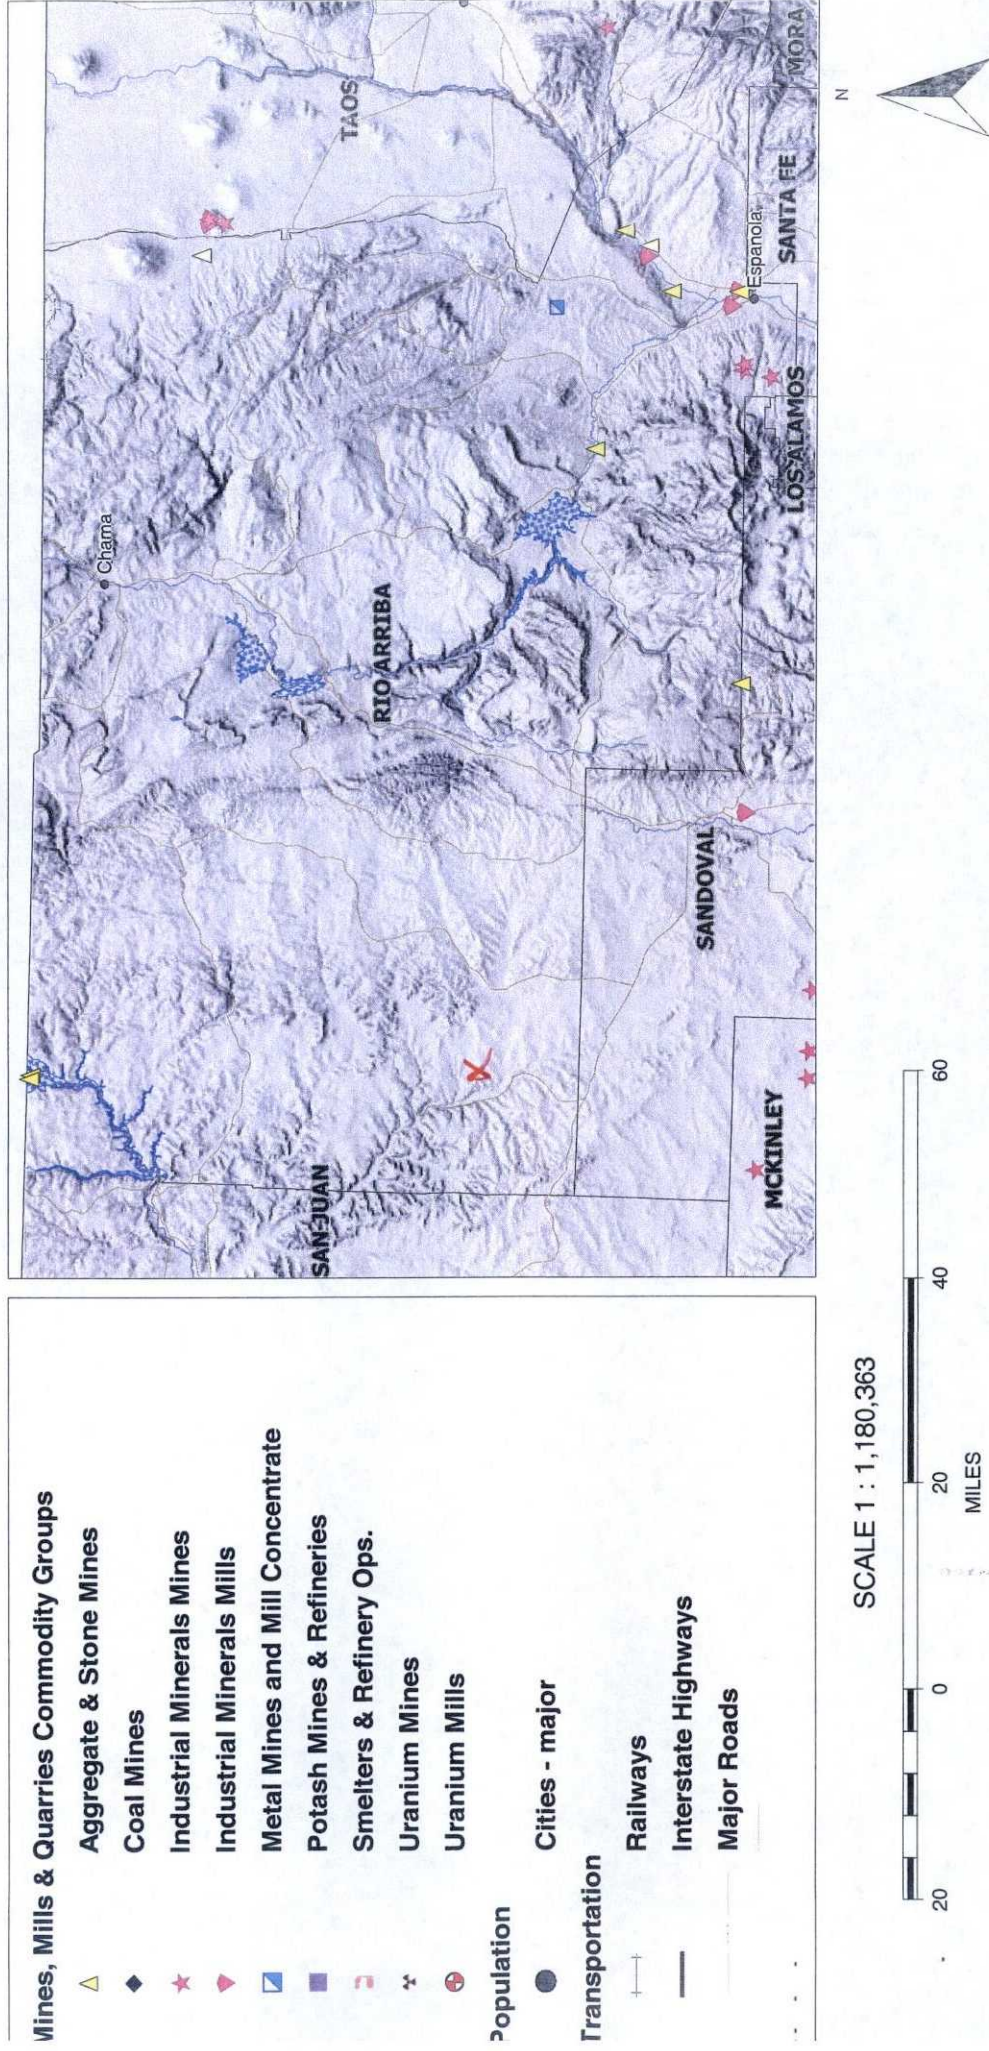 Mines, Mills & Quarries Commodity Groups
Aggregate & Stone Mines
Coal Mines
Industrial Minerals Mines
Industrial Minerals Mills
Metal Mines and Mill Concentrate
Potash Mines & Refineries
Smelters & Refinery Ops.
Uranium Mines
Uranium Mills
Population
Cities - major
Transportation
Railways
Interstate Highways
Major Roads
SAN JUAN
RIO ARRIBA
Chama
TAOS
MCKINLEY
SANDOVAL
LOS ALAMOS
Espanola
SANTA FE
MORA
X
N
SCALE 1 : 1,180,363
20 0 20 40 60
MILES